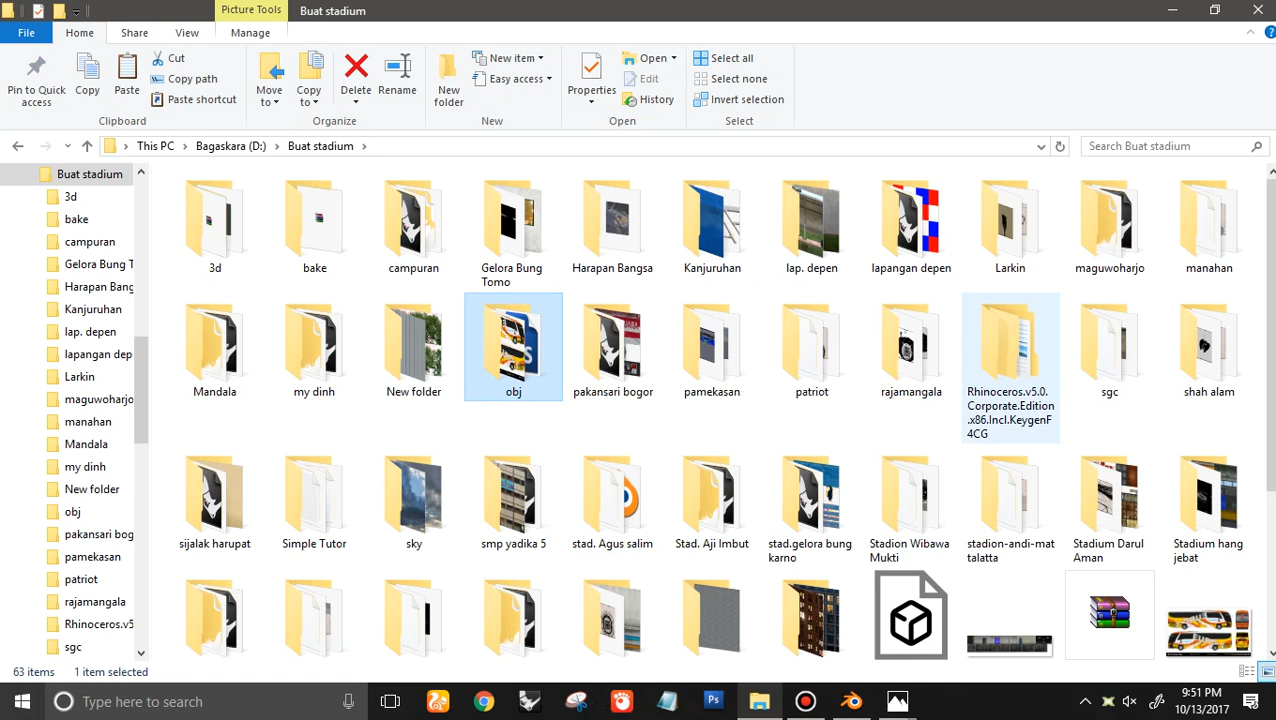 Picture Tools
Buat stadium
File
Home
Share
View
Manage
Pin to Quick access
Copy
Paste
Cut
Copy path
Paste shortcut
Clipboard
Move to
Copy to
Delete
Rename
Organize
New folder
New item
Easy access
New
Properties
Open
Edit
History
Open
Select all
Select none
Invert selection
Select
This PC
Bagaskara (D:)
Buat stadium
Search Buat stadium
Buat stadium
3d
bake
campuran
Gelora Bung T
Harapan Bang
Kanjuruhan
lap. depen
lapangan dep
Larkin
maguwoharjo
manahan
Mandala
my dinh
New folder
obj
pakansari bog
pamekasan
patriot
rajamangala
Rhinoceros.v5
sgc
3d
bake
campuran
Gelora Bung
Tomo
Harapan Bangsa
Kanjuruhan
lap. depen
lapangan depen
Larkin
maguwoharjo
manahan
Mandala
my dinh
New folder
obj
pakansari bogor
pamekasan
patriot
rajamangala
Rhinoceros.v5.0.
Corporate.Edition
.x86.Incl.KeygenF
4CG
sgc
shah alam
sijalak harupat
Simple Tutor
sky
smp yadika 5
stad. Agus salim
Stad. Aji Imbut
stad.gelora bung
karno
Stadion Wibawa
Mukti
stadion-andi-mat
talatta
Stadium Darul
Aman
Stadium hang
jebat
63 items
1 item selected
Type here to search
Ps
9:51 PM
10/13/2017